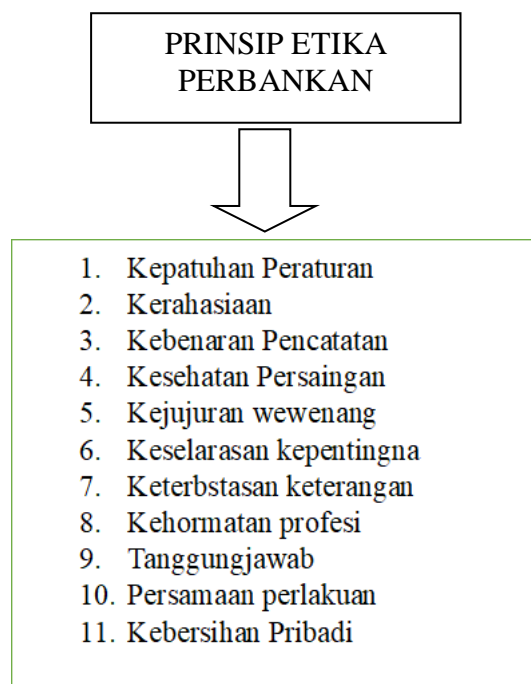 PRINSIP ETIKA
PERBANKAN
1. Kepatuhan Peraturan
2. Kerahasiaan
3. Kebenaran Pencatatan
4. Kesehatan Persaingan
5. Kejujuran wewenang
6. Keselarasan kepentingna
7. Keterbstasan keterangan
8. Kehormatan profesi
9. Tanggungjawab
10. Persamaan perlakuan
11. Kebersihan Pribadi